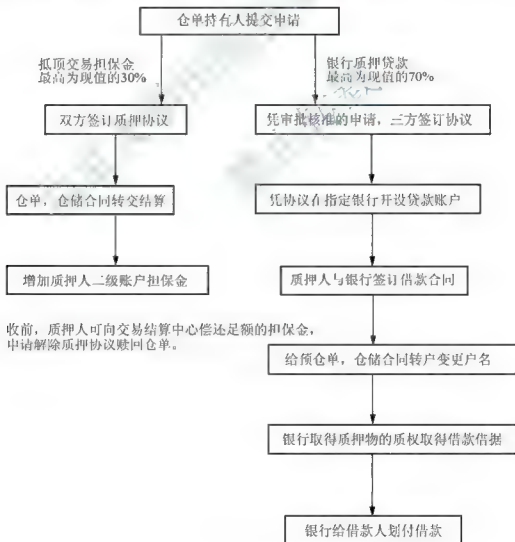 仓单持有人提交申请
抵顶交易担保金
最高为现值的30%
银行质押贷款
最高为现值的70%
双方签订质押协议
凭审批核准的申请，三方签订协议
仓单，仓储合同转交结算
凭协议在指定银行开设贷款账户
增加质押人二级账户担保金
质押人与银行签订借款合同
收前，质押人可向交易结算中心偿还足额的担保金，
申请解除质押协议赎回仓单。
给预仓单，仓储合同转户变更户名
银行取得质押物的质权取得借款借据
银行给借款人划付借款